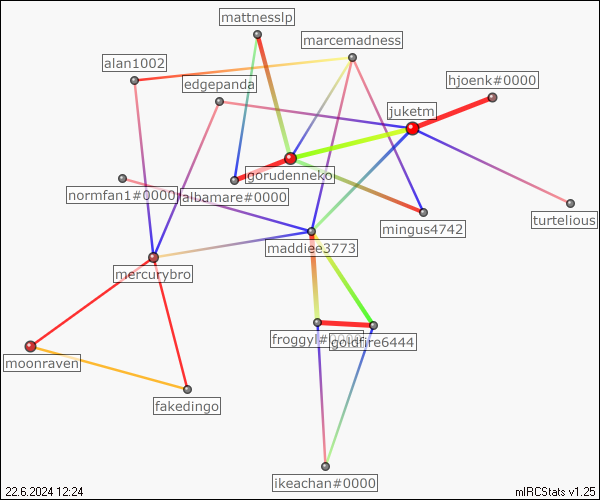 mattnesslp
marcemadness
alan1002
edgepanda
hjoenk#0000
juketm
gorudenneko
normfan1#0000
albamare#0000
turtelious
mingus4742
maddiee3773
mercurybro
froggyl#0000
goldfire6444
moonraven
fakedingo
ikeachan#0000
22.6.2024 12:24
mIRCStats v1.25